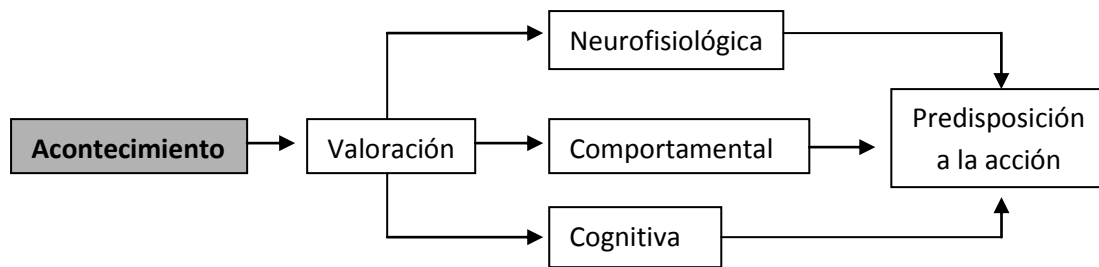 Neurofisiológica
Acontecimiento
Valoración
Comportamental
Predisposición
a la acción
Cognitiva